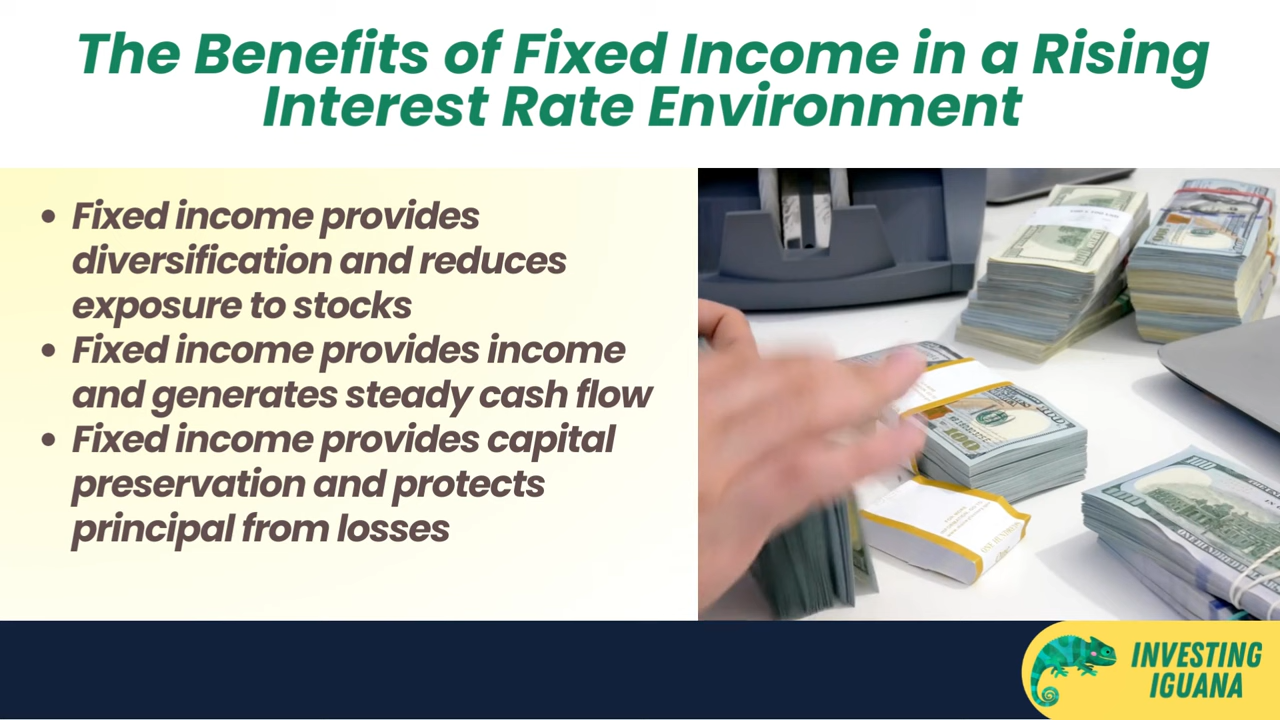 The Benefits of Fixed Income in a Rising
Interest Rate Environment
• Fixed income provides
diversification and reduces
exposure to stocks
• Fixed income provides income
and generates steady cash flow
• Fixed income provides capital
preservation and protects
principal from losses
100
100
INVESTING
IGUANA